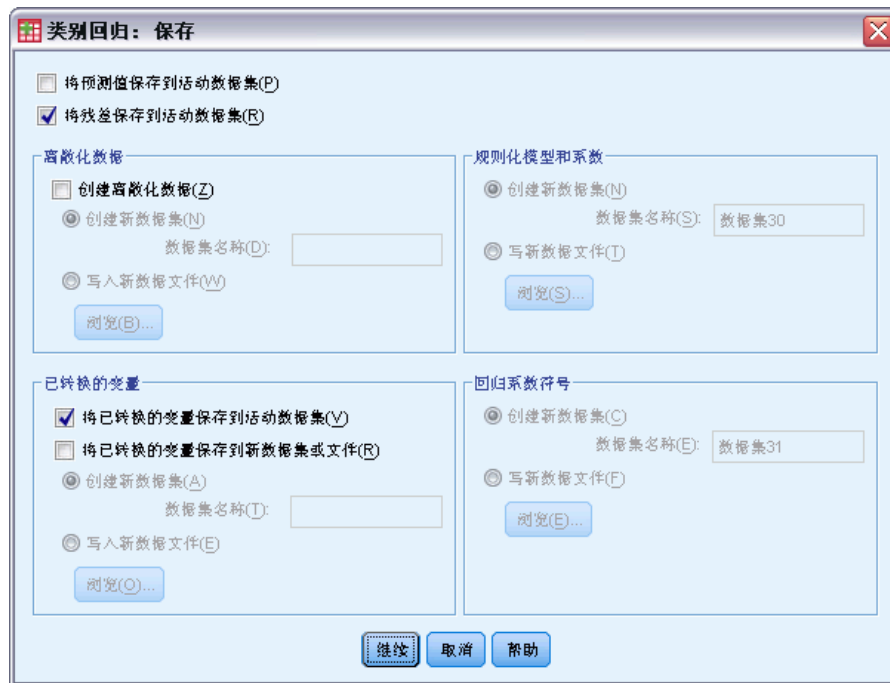 类别回归：保存
将预测值保存到活动数据集(P)
将残差保存到活动数据集(R)
离散化数据
创建离散化数据(Z)
创建新数据集(N)
数据集名称(D):
写入新数据文件(W)
浏览(B)...
规则化模型和系数
创建新数据集(N)
数据集名称(S): 数据集30
写新数据文件(T)
浏览(S)...
已转换的变量
将已转换的变量保存到活动数据集(V)
将已转换的变量保存到新数据集或文件(R)
创建新数据集(A)
数据集名称(T):
写入新数据文件(E)
浏览(O)...
回归系数符号
创建新数据集(C)
数据集名称(E): 数据集31
写新数据文件(F)
浏览(E)...
继续 取消 帮助